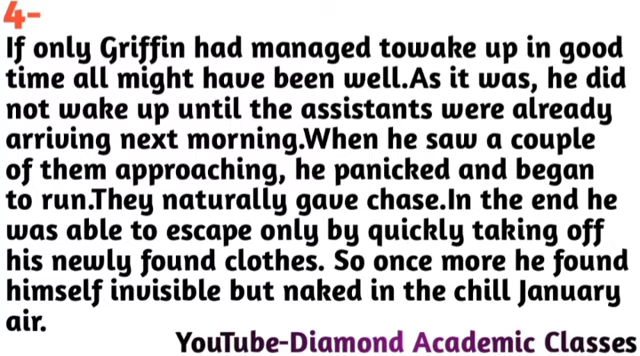 4-
If only Griffin had managed towake up in good
time all might have been well.As it was, he did
not wake up until the assistants were already
arriving next morning.When he saw a couple
of them approaching, he panicked and began
to run.They naturally gave chase.In the end he
was able to escape only by quickly taking off
his newly found clothes. So once more he found
himself invisible but naked in the chill January
air.
YouTube-Diamond Academic Classes